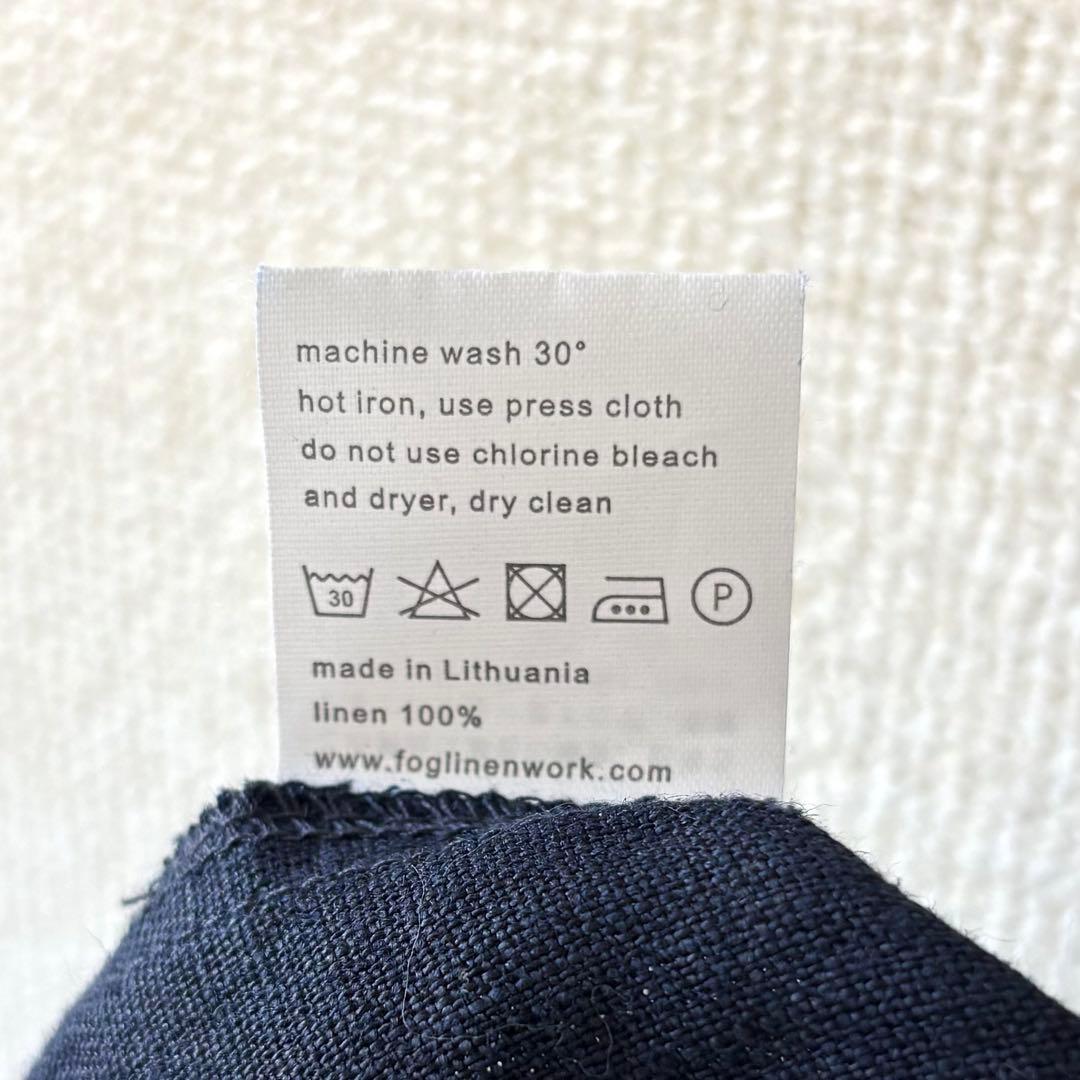 machine wash 30°
hot iron, use press cloth
do not use chlorine bleach
and dryer, dry clean
30
P
made in Lithuania
linen 100%
www.foglinenwork.com